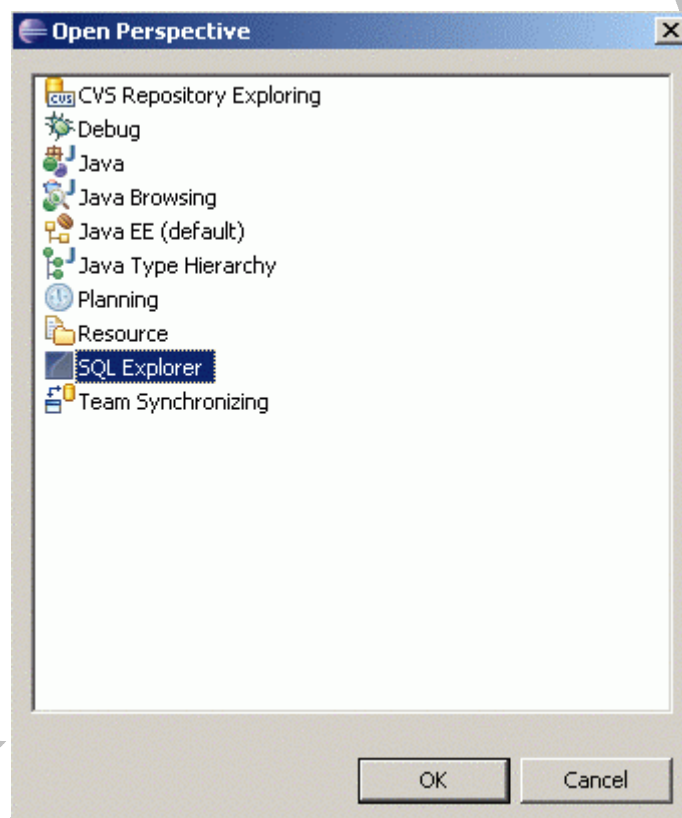 Open Perspective
CVS Repository Exploring
Debug
Java
Java Browsing
Java EE (default)
Java Type Hierarchy
Planning
Resource
SQL Explorer
Team Synchronizing
OK
Cancel